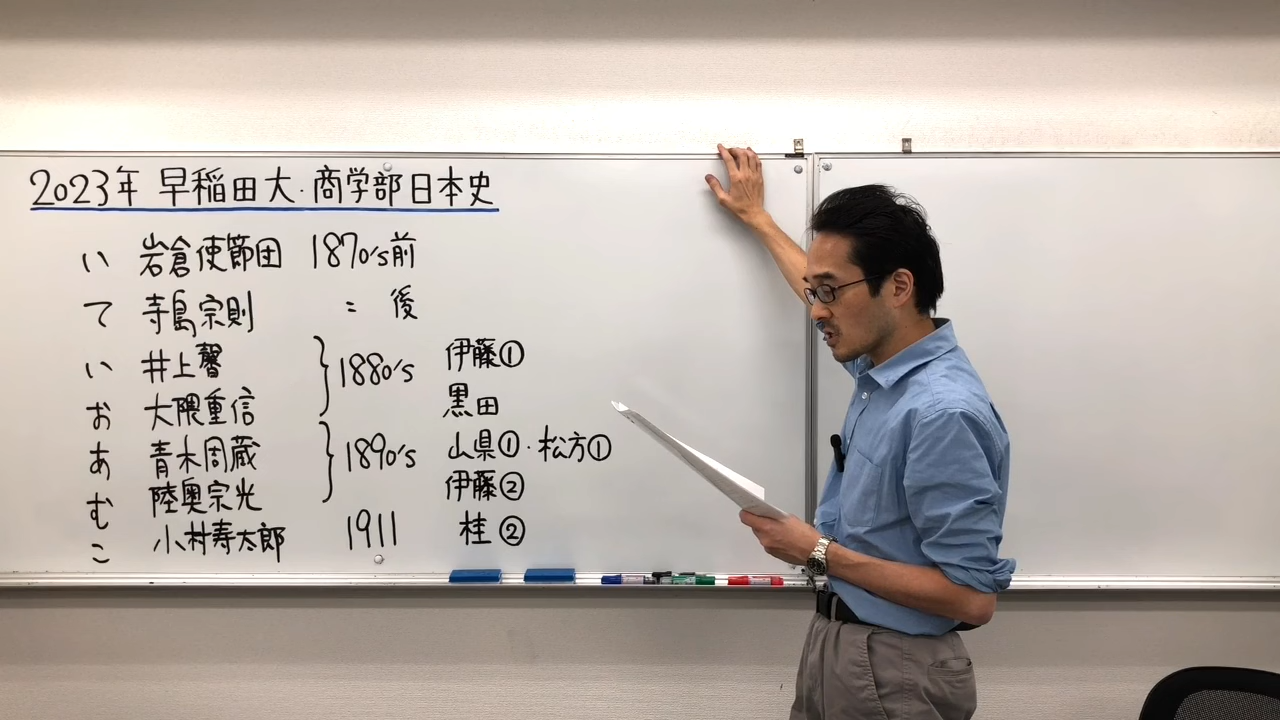 2023年 早稲田大・商学部日本史
い 岩倉使節団 1870's前
て 寺島宗則 〃 後
い 井上馨 } 1880's 伊藤①
お 大隈重信 黒田
あ 青木周蔵 } 1890's 山県①・松方①
む 陸奥宗光 伊藤②
こ 小村寿太郎 1911 桂②